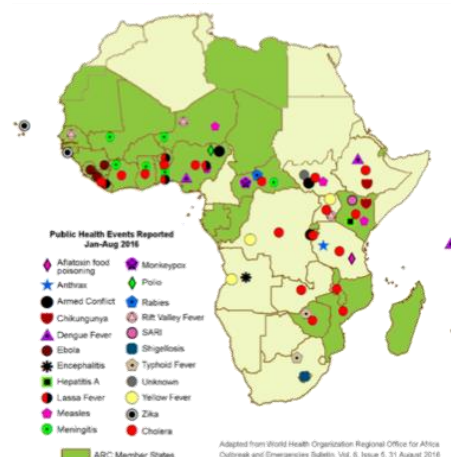 Public Health Events Reported
Jan-Aug 2016
Aflatoxin food
poisoning
Anthrax
Armed Conflict
Chikungunya
Dengue Fever
Ebola
Encephalitis
Hepatitis A
Lassa Fever
Measles
Meningitis
Monkeypox
Polio
Rabies
Rift Valley Fever
SARI
Shigellosis
Typhoid Fever
Unknown
Yellow Fever
Zika
Cholera
ARC Member States
Adapted from World Health Organization Regional Office for Africa
Outbreak and Emergencies Bulletin, Vol. 6, Issue 5, 31 August 2016